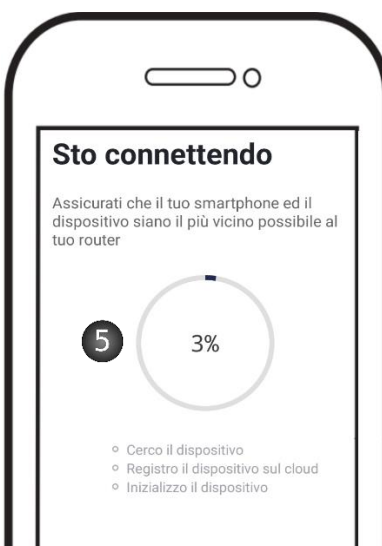 Sto connettendo
Assicurati che il tuo smartphone ed il
dispositivo siano il più vicino possibile al
tuo router
5
3%
Cerco il dispositivo
Registro il dispositivo sul cloud
Inizializzo il dispositivo